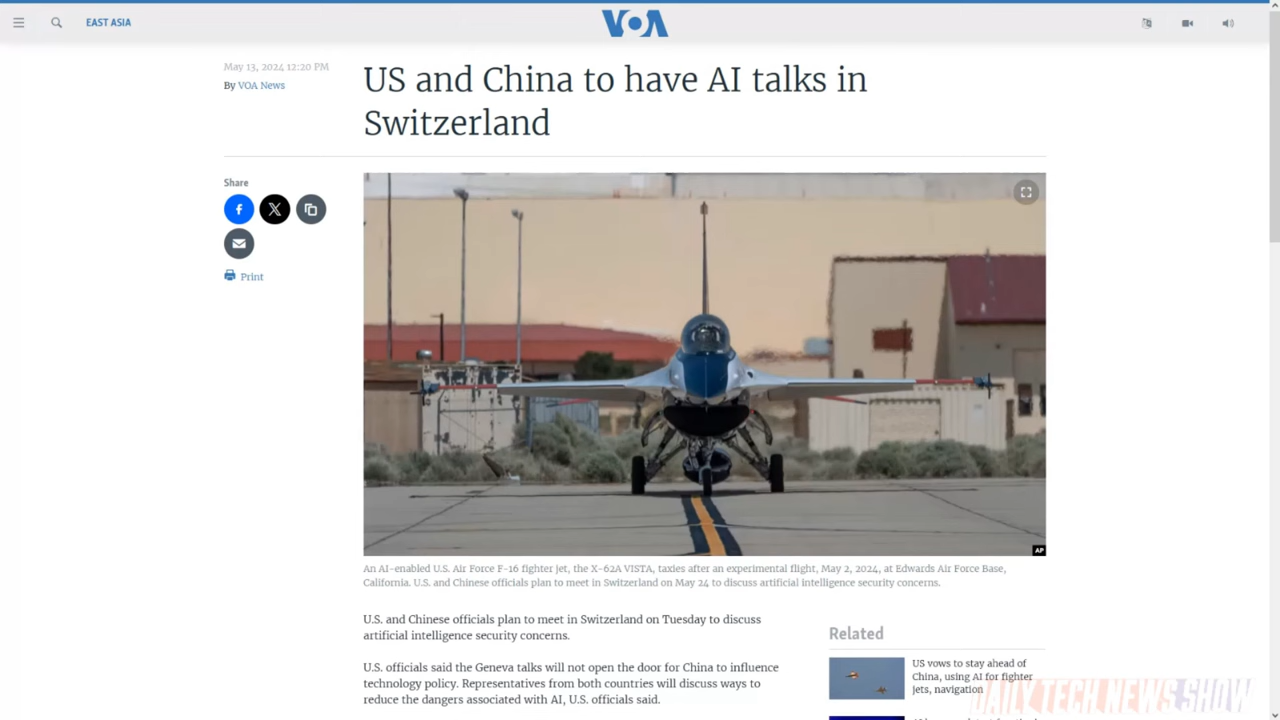 EAST ASIA
VOA
May 13, 2024 12:20 PM
By VOA News
US and China to have AI talks in
Switzerland
Share
Print
AP
An AI-enabled U.S. Air Force F-16 fighter jet, the X-62A VISTA, taxies after an experimental flight, May 2, 2024, at Edwards Air Force Base,
California. U.S. and Chinese officials plan to meet in Switzerland on May 24 to discuss artificial intelligence security concerns.
U.S. and Chinese officials plan to meet in Switzerland on Tuesday to discuss
artificial intelligence security concerns.
U.S. officials said the Geneva talks will not open the door for China to influence
technology policy. Representatives from both countries will discuss ways to
reduce the dangers associated with AI, U.S. officials said.
Related
US vows to stay ahead of
China, using AI for fighter
jets, navigation
DAILY TECH NEWS SHOW